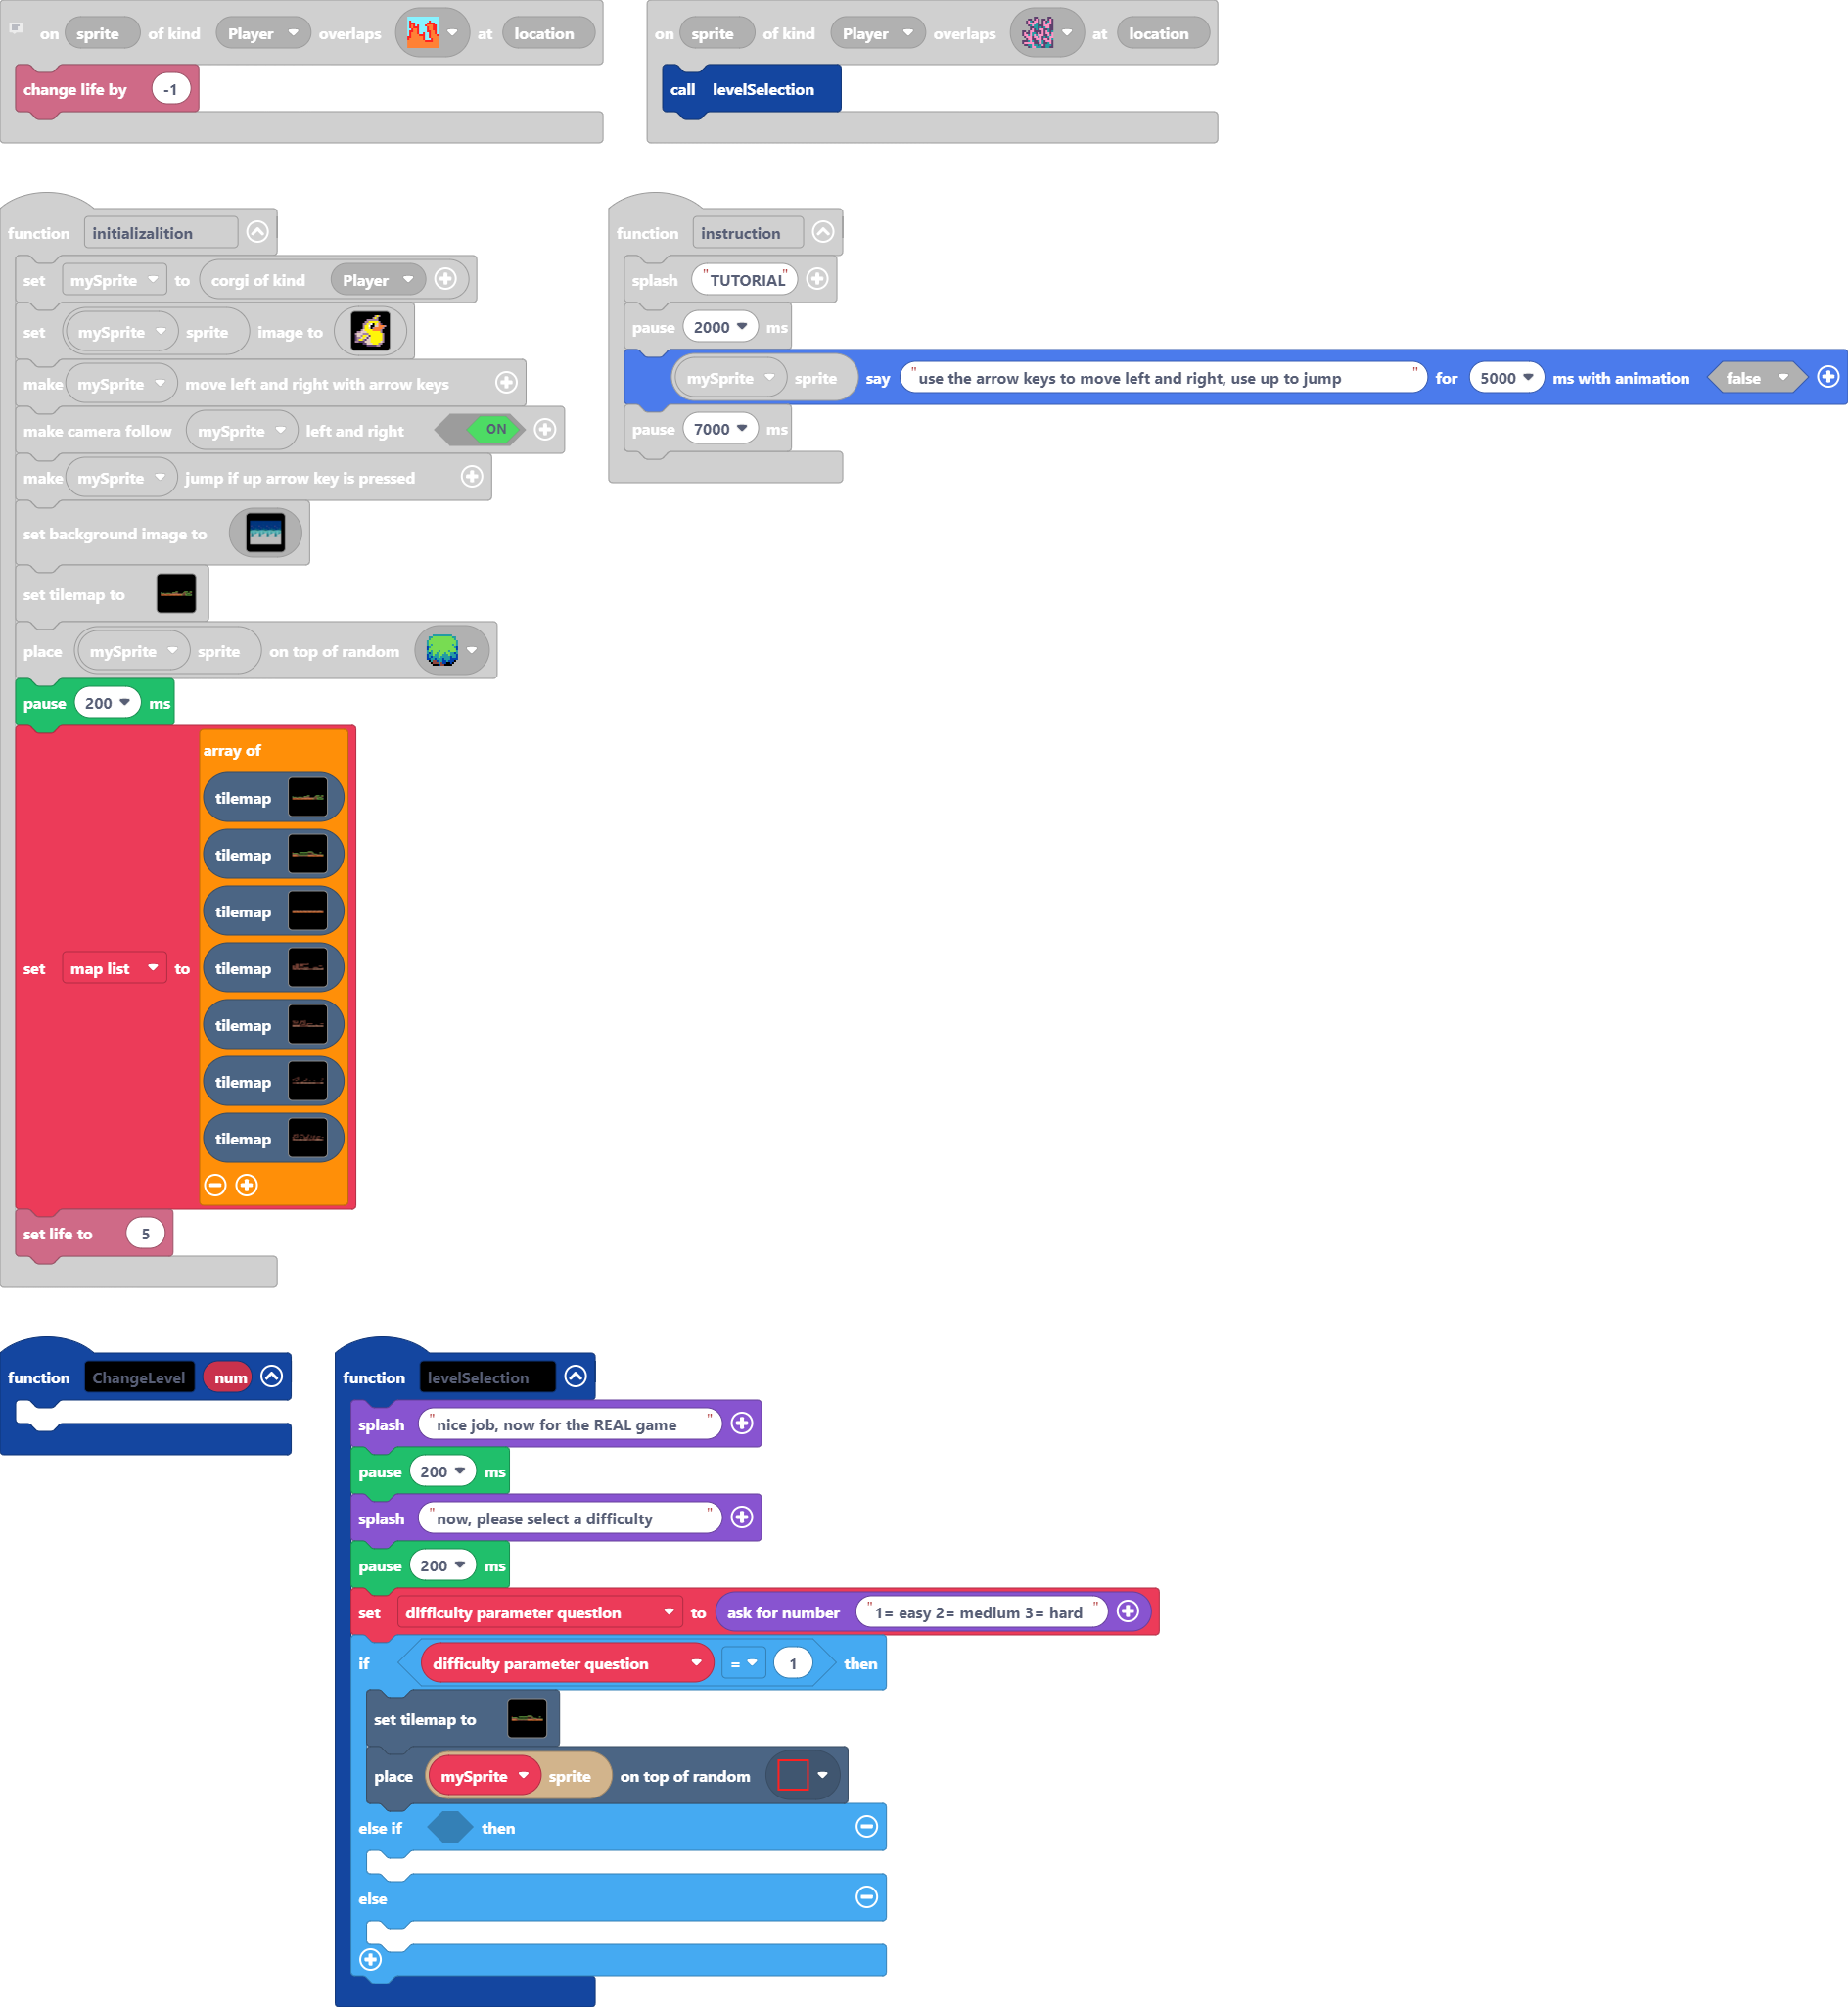 on sprite of kind Player overlaps at location
change life by -1
on sprite of kind Player overlaps at location
call levelSelection
function initializalition
set mySprite to corgi of kind Player
set mySprite sprite image to
make mySprite move left and right with arrow keys
make camera follow mySprite left and right ON
make mySprite jump if up arrow key is pressed
set background image to
set tilemap to
place mySprite sprite on top of random
pause 200 ms
array of
tilemap
tilemap
tilemap
set map list to tilemap
tilemap
tilemap
tilemap
set life to 5
function instruction
splash "TUTORIAL"
pause 2000 ms
mySprite sprite say "use the arrow keys to move left and right, use up to jump" for 5000 ms with animation false
pause 7000 ms
function ChangeLevel num
function levelSelection
splash "nice job, now for the REAL game"
pause 200 ms
splash "now, please select a difficulty"
pause 200 ms
set difficulty parameter question to ask for number "1= easy 2= medium 3= hard"
if difficulty parameter question = 1 then
set tilemap to
place mySprite sprite on top of random
else if then
else